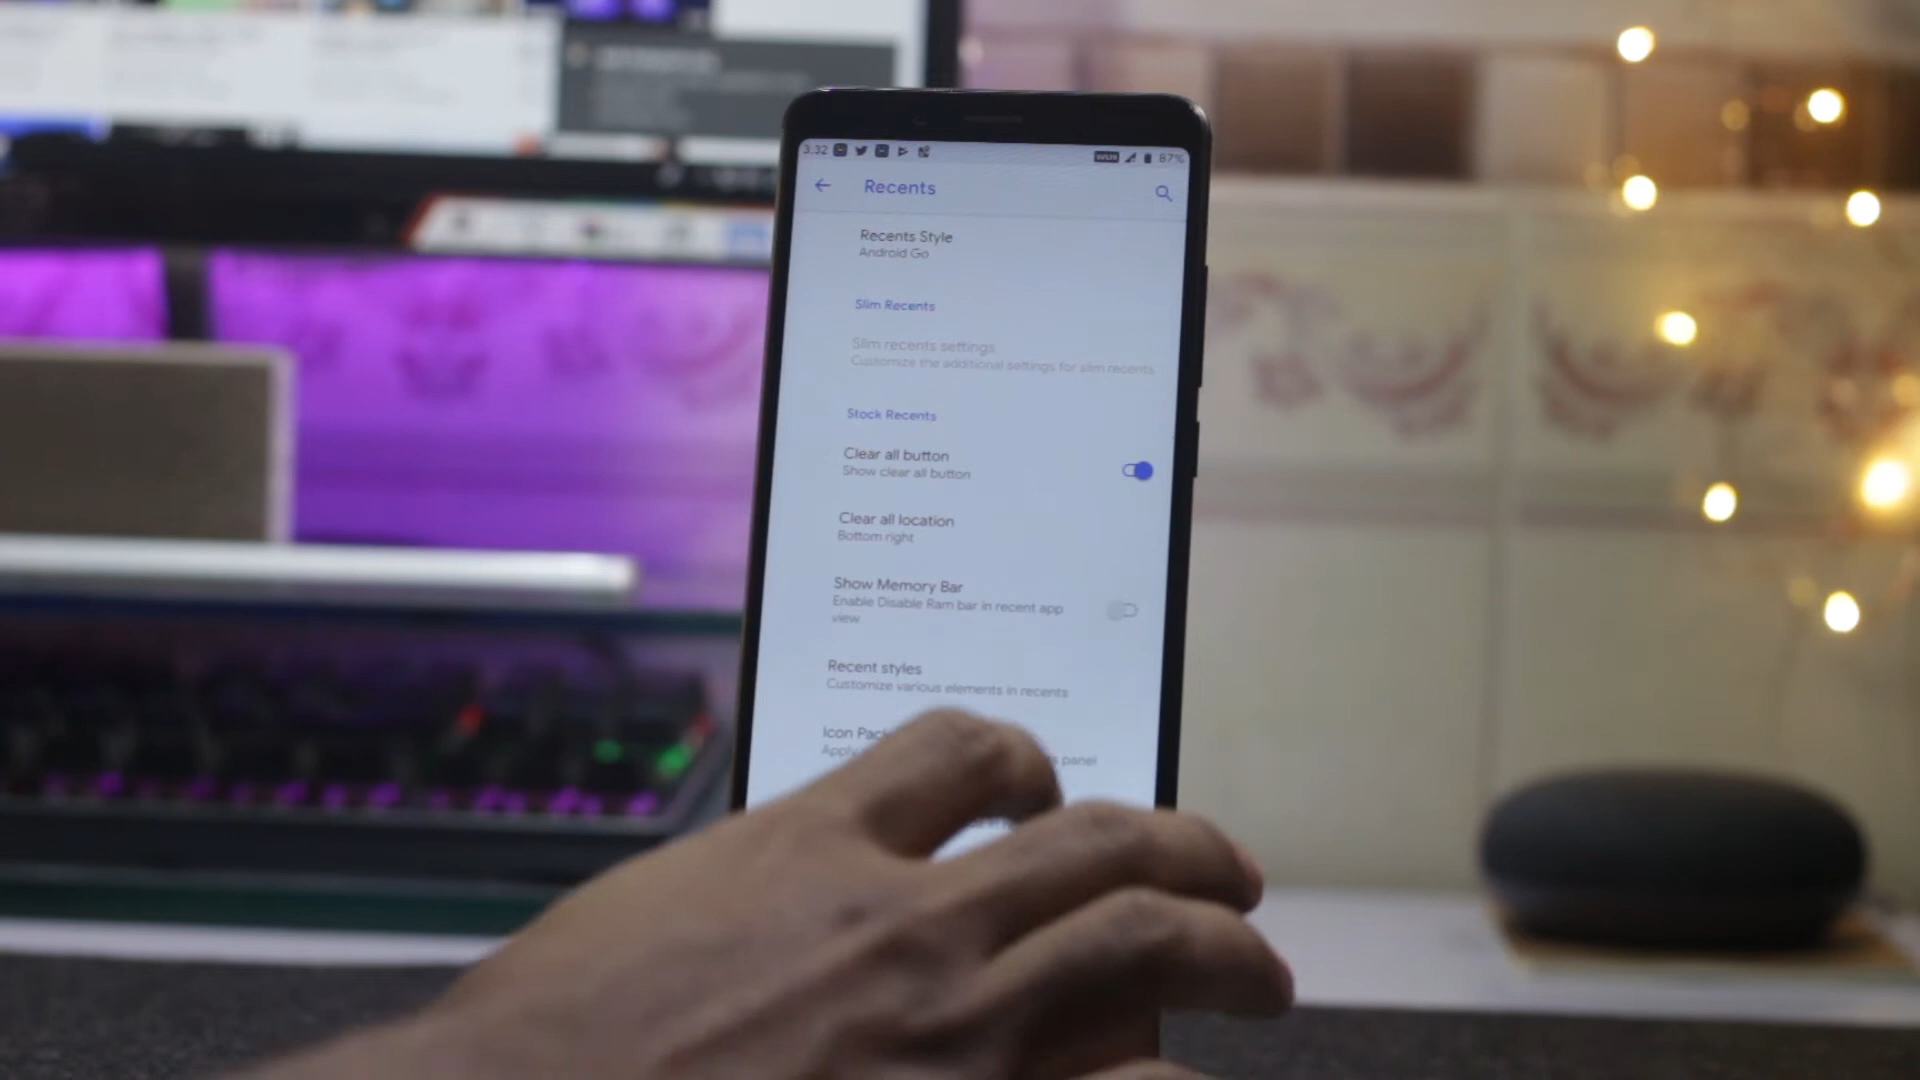 3:32
VoLTE 87%
Recents
Recents Style
Android Go
Slim Recents
Slim recents settings
Customize the additional settings for slim recents
Stock Recents
Clear all button
Show clear all button
Clear all location
Bottom right
Show Memory Bar
Enable Disable Ram bar in recent app
view
Recent styles
Customize various elements in recents
Icon Pack
Apply
panel